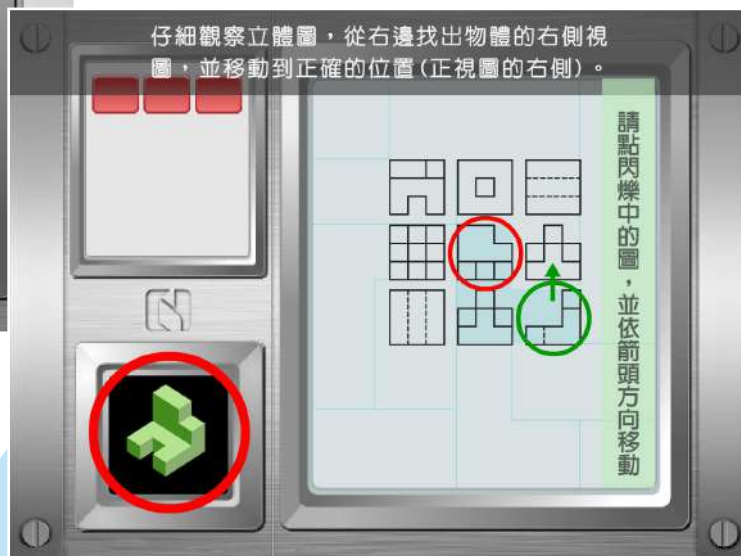 仔細觀察立體圖，從右邊找出物體的右側視
圖，並移動到正確的位置(正視圖的右側)。
請點閃爍中的圖，並依箭頭方向移動